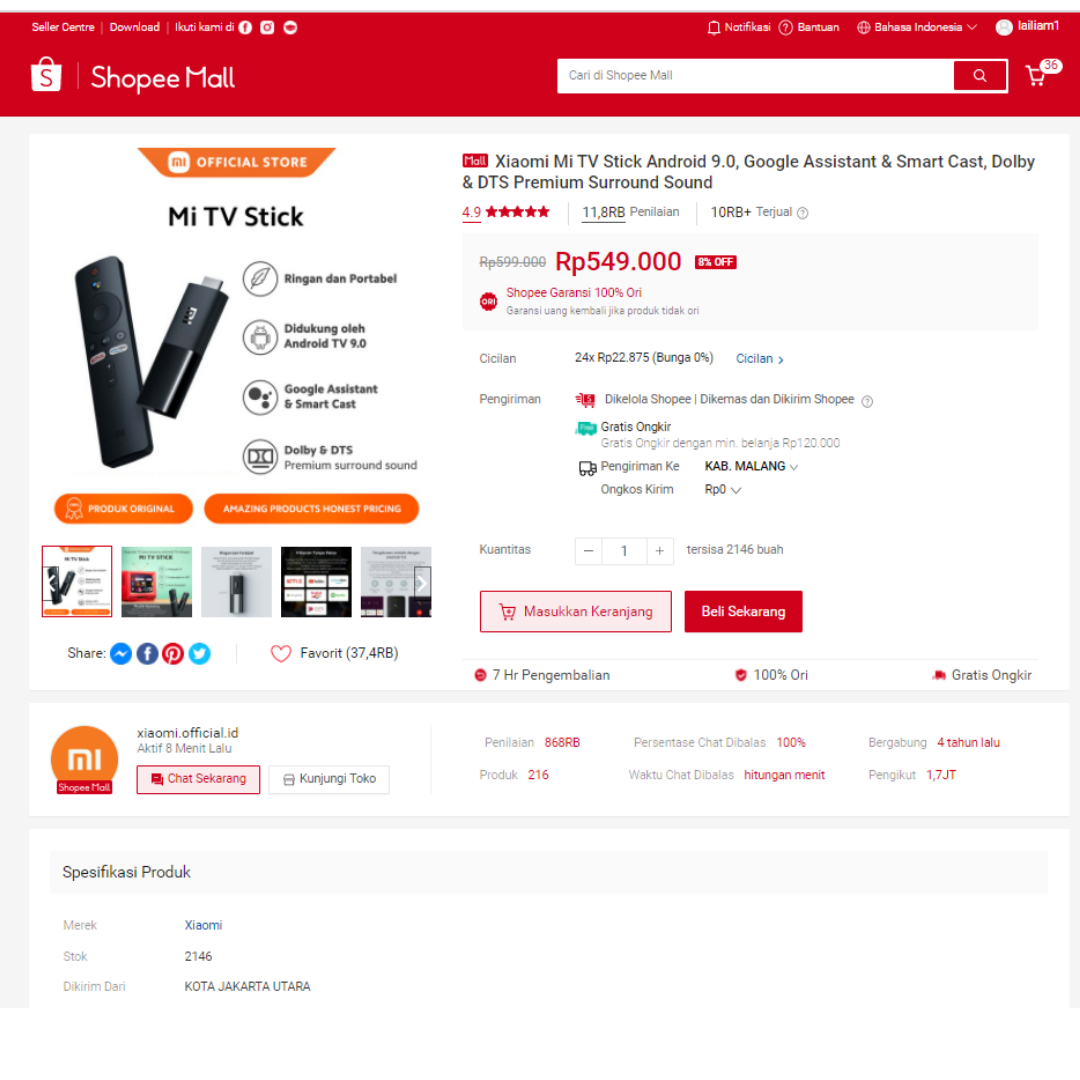 Seller Centre | Download | Ikuti kami di
Notifikasi Bantuan Bahasa Indonesia lailiam1
Shopee Mall
Cari di Shopee Mall
36
OFFICIAL STORE
Mi TV Stick
Ringan dan Portabel
Didukung oleh
Android TV 9.0
Google Assistant
& Smart Cast
Dolby & DTS
Premium surround sound
PRODUK ORIGINAL
AMAZING PRODUCTS HONEST PRICING
Share:
Favorit (37,4RB)
Mall Xiaomi Mi TV Stick Android 9.0, Google Assistant & Smart Cast, Dolby
& DTS Premium Surround Sound
4.9 11,8RB Penilaian 10RB+ Terjual
Rp599.000 Rp549.000 8% OFF
ORI
Shopee Garansi 100% Ori
Garansi uang kembali jika produk tidak ori
Cicilan 24x Rp22.875 (Bunga 0%) Cicilan
Pengiriman Dikelola Shopee | Dikemas dan Dikirim Shopee
Gratis Ongkir
Gratis Ongkir dengan min. belanja Rp120.000
Pengiriman Ke KAB. MALANG
Ongkos Kirim Rp0
Kuantitas 1 tersisa 2146 buah
Masukkan Keranjang Beli Sekarang
7 Hr Pengembalian 100% Ori Gratis Ongkir
Shopee Mall
xiaomi.official.id
Aktif 8 Menit Lalu
Chat Sekarang Kunjungi Toko
Penilaian 868RB Persentase Chat Dibalas 100% Bergabung 4 tahun lalu
Produk 216 Waktu Chat Dibalas hitungan menit Pengikut 1,7JT
Spesifikasi Produk
Merek Xiaomi
Stok 2146
Dikirim Dari KOTA JAKARTA UTARA